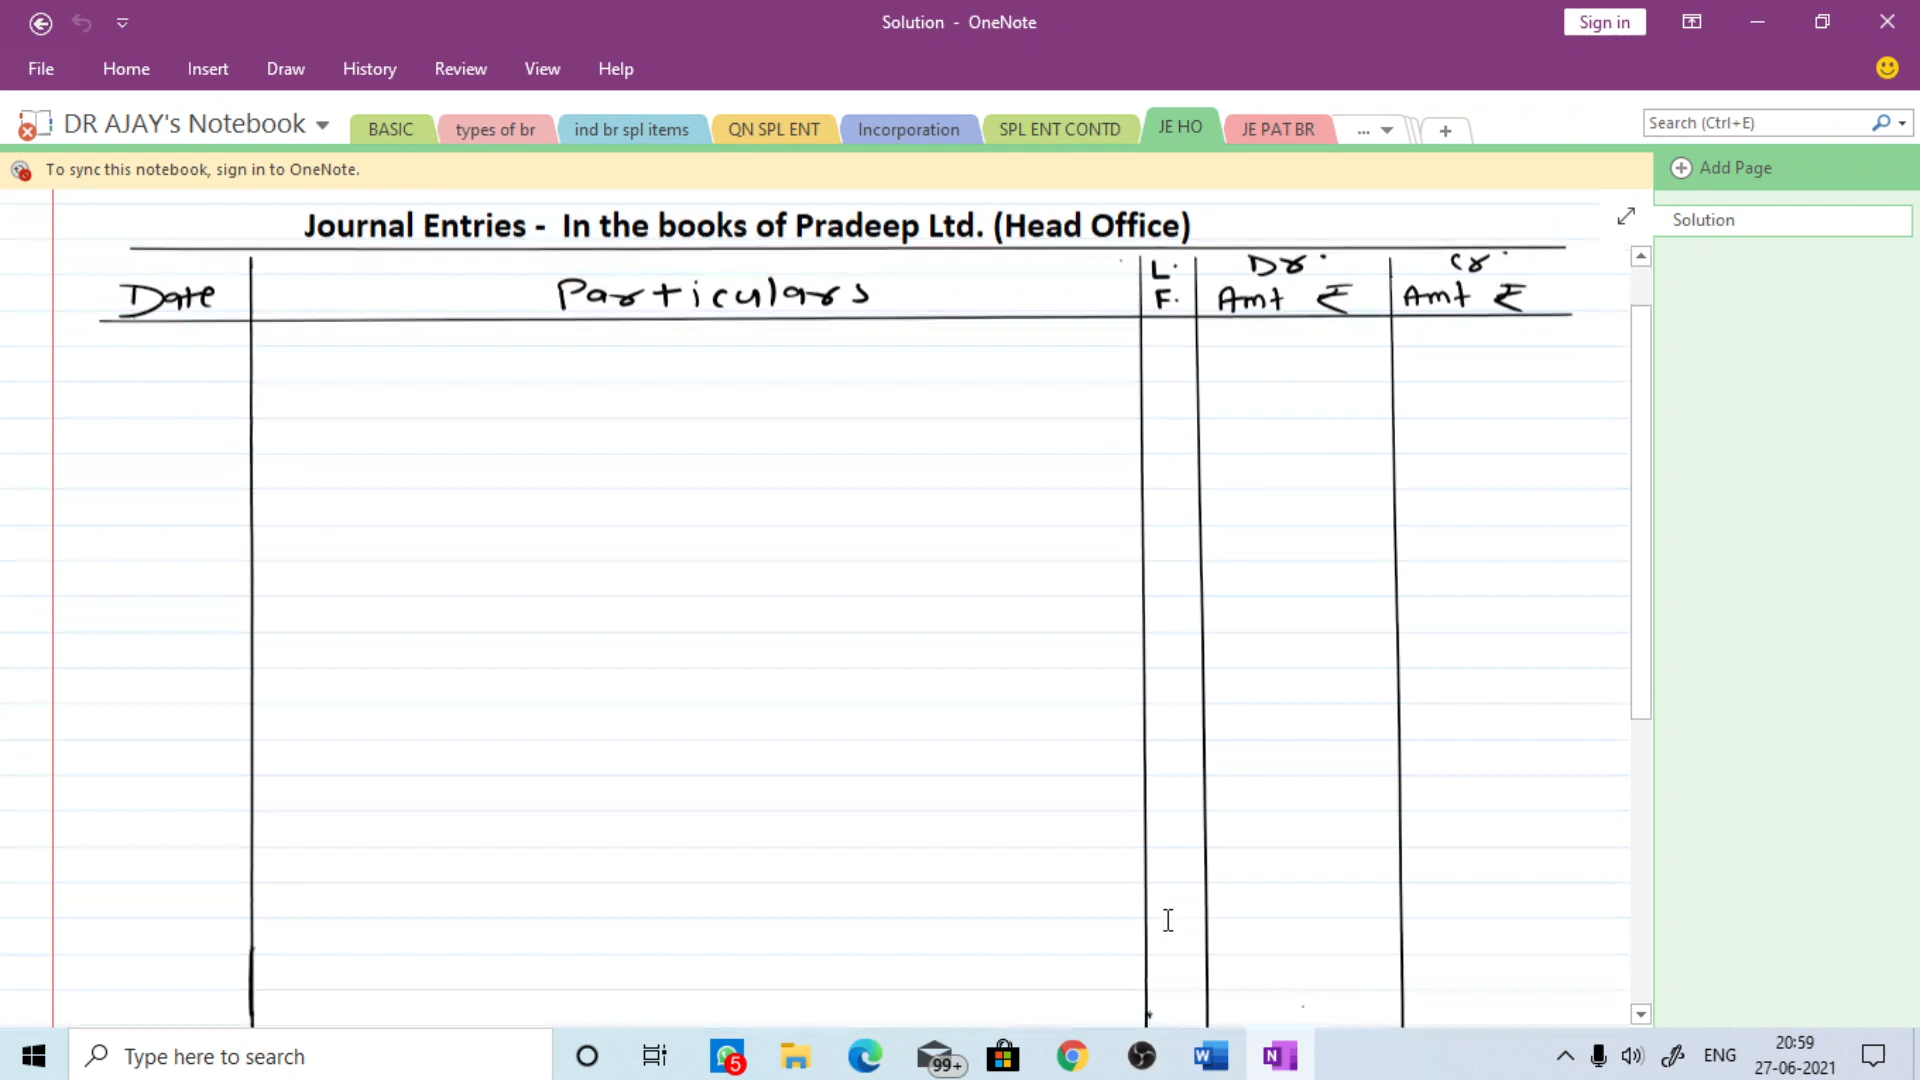 Solution - OneNote
Sign in
File Home Insert Draw History Review View Help
DR AJAY's Notebook
BASIC types of br ind br spl items QN SPL ENT Incorporation SPL ENT CONTD JE HO JE PAT BR ...
Search (Ctrl+E)
To sync this notebook, sign in to OneNote.
Add Page
Solution
Journal Entries - In the books of Pradeep Ltd. (Head Office)
Date Particulars L. F. Dr. Amt ₹ Cr. Amt ₹
Type here to search
5
99+
ENG
20:59
27-06-2021